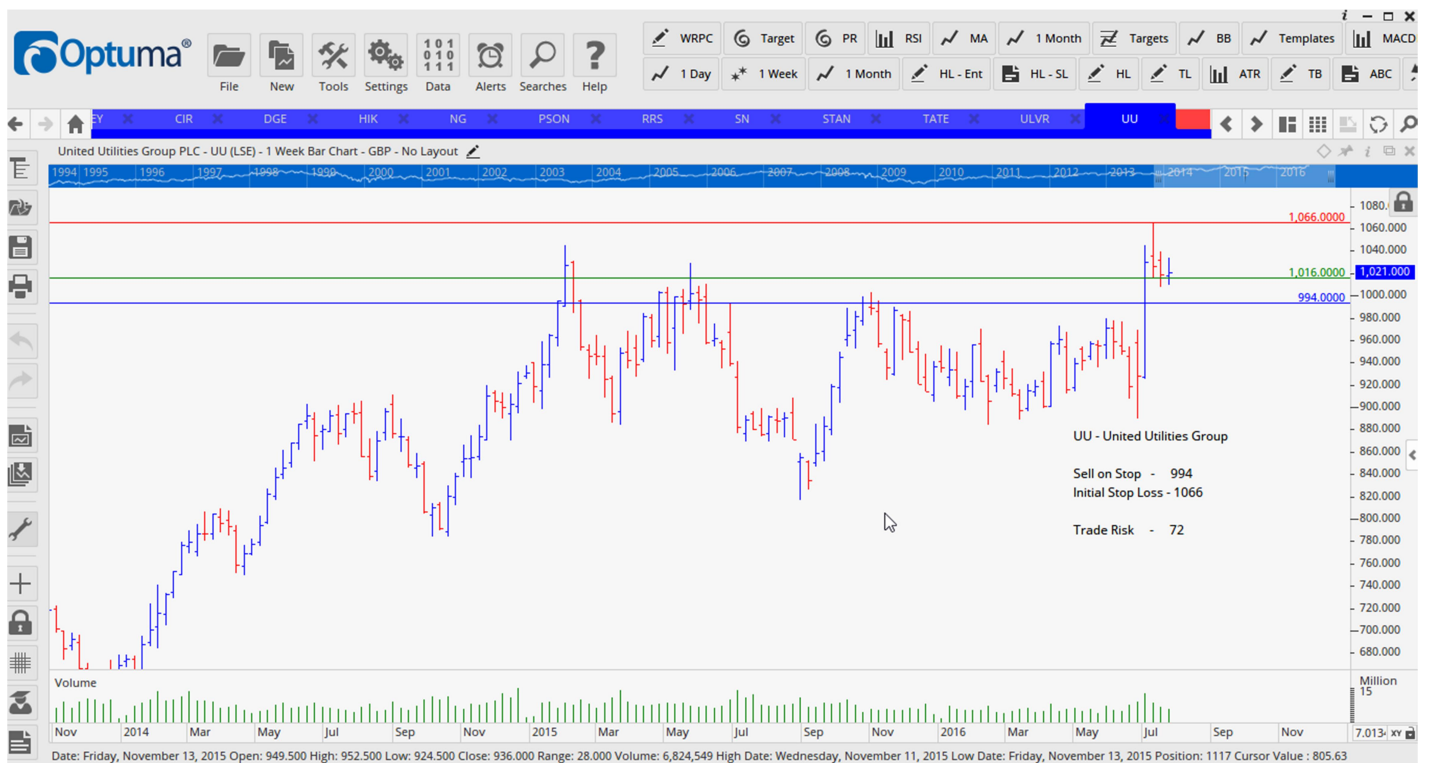 Optuma®
File New Tools Settings Data Alerts Searches Help
101
010
111
WRPC Target PR RSI MA 1 Month Targets BB Templates MACD
1 Day 1 Week 1 Month HL - Ent HL - SL HL TL ATR TB ABC
EY CIR DGE HIK NG PSON RRS SN STAN TATE ULVR UU
United Utilities Group PLC - UU (LSE) - 1 Week Bar Chart - GBP - No Layout
1994 1995 1996 1997 1998 1999 2000 2001 2002 2003 2004 2005 2006 2007 2008 2009 2010 2011 2012 2013 2014 2015 2016
1080.
1,066.0000
1060.000
1040.000
1,016.0000
1,021.000
994.0000
1000.000
980.000
960.000
940.000
920.000
900.000
880.000
860.000
840.000
820.000
800.000
780.000
760.000
740.000
720.000
700.000
680.000
UU - United Utilities Group
Sell on Stop - 994
Initial Stop Loss - 1066
Trade Risk - 72
Volume
Million
15
Nov 2014 Mar May Jul Sep Nov 2015 Mar May Jul Sep Nov 2016 Mar May Jul Sep Nov
7.013 XY
Date: Friday, November 13, 2015 Open: 949.500 High: 952.500 Low: 924.500 Close: 936.000 Range: 28.000 Volume: 6,824,549 High Date: Wednesday, November 11, 2015 Low Date: Friday, November 13, 2015 Position: 1117 Cursor Value : 805.63